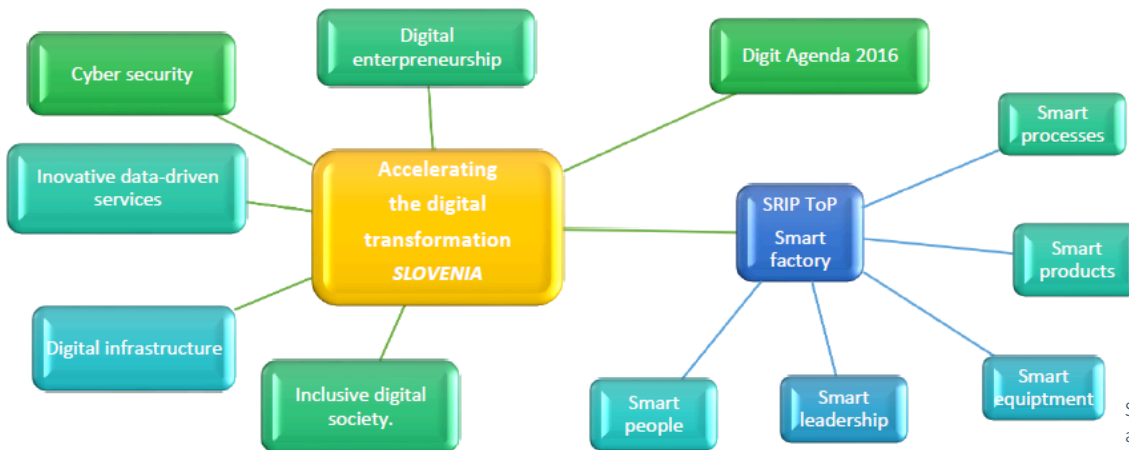 Digital
enterpreneurship
Digit Agenda 2016
Cyber security
Smart
processes
Accelerating
the digital
transformation
SLOVENIA
Inovative data-driven
services
SRIP ToP
Smart
factory
Smart
products
Digital infrastructure
Inclusive digital
society.
Smart
people
Smart
leadership
Smart
equiptment